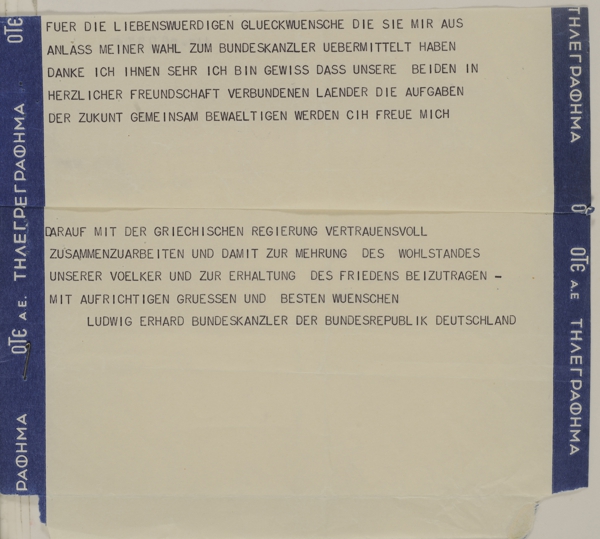 FUER DIE LIEBENSWUERDIGEN GLUECKWUENSCHE DIE SIE MIR AUS
ANLASS MEINER WAHL ZUM BUNDESKANZLER UEBERMITTELT HABEN
DANKE ICH IHNEN SEHR ICH BIN GEWISS DASS UNSERE BEIDEN IN
HERZLICHER FREUNDSCHAFT VERBUNDENEN LAENDER DIE AUFGABEN
DER ZUKUNT GEMEINSAM BEWAELTIGEN WERDEN CIH FREUE MICH
DARAUF MIT DER GRIECHISCHEN REGIERUNG VERTRAUENSVOLL
ZUSAMMENZUARBEITEN UND DAMIT ZUR MEHRUNG DES WOHLSTANDES
UNSERER VOELKER UND ZUR ERHALTUNG DES FRIEDENS BEIZUTRAGEN -
MIT AUFRICHTIGEN GRUESSEN UND BESTEN WUENSCHEN
LUDWIG ERHARD BUNDESKANZLER DER BUNDESREPUBLIK DEUTSCHLAND
ΟΤΕ
ΤΗΛΕΓΡΕΓΡΑΦΗΜΑ
ΟΤΕ Α.Ε.
ΡΑΦΗΜΑ
ΤΗΛΕΓΡΑΦΗΜΑ
ΟΤΕ Α.Ε
ΤΗΛΕΓΡΑΦΗΜΑ